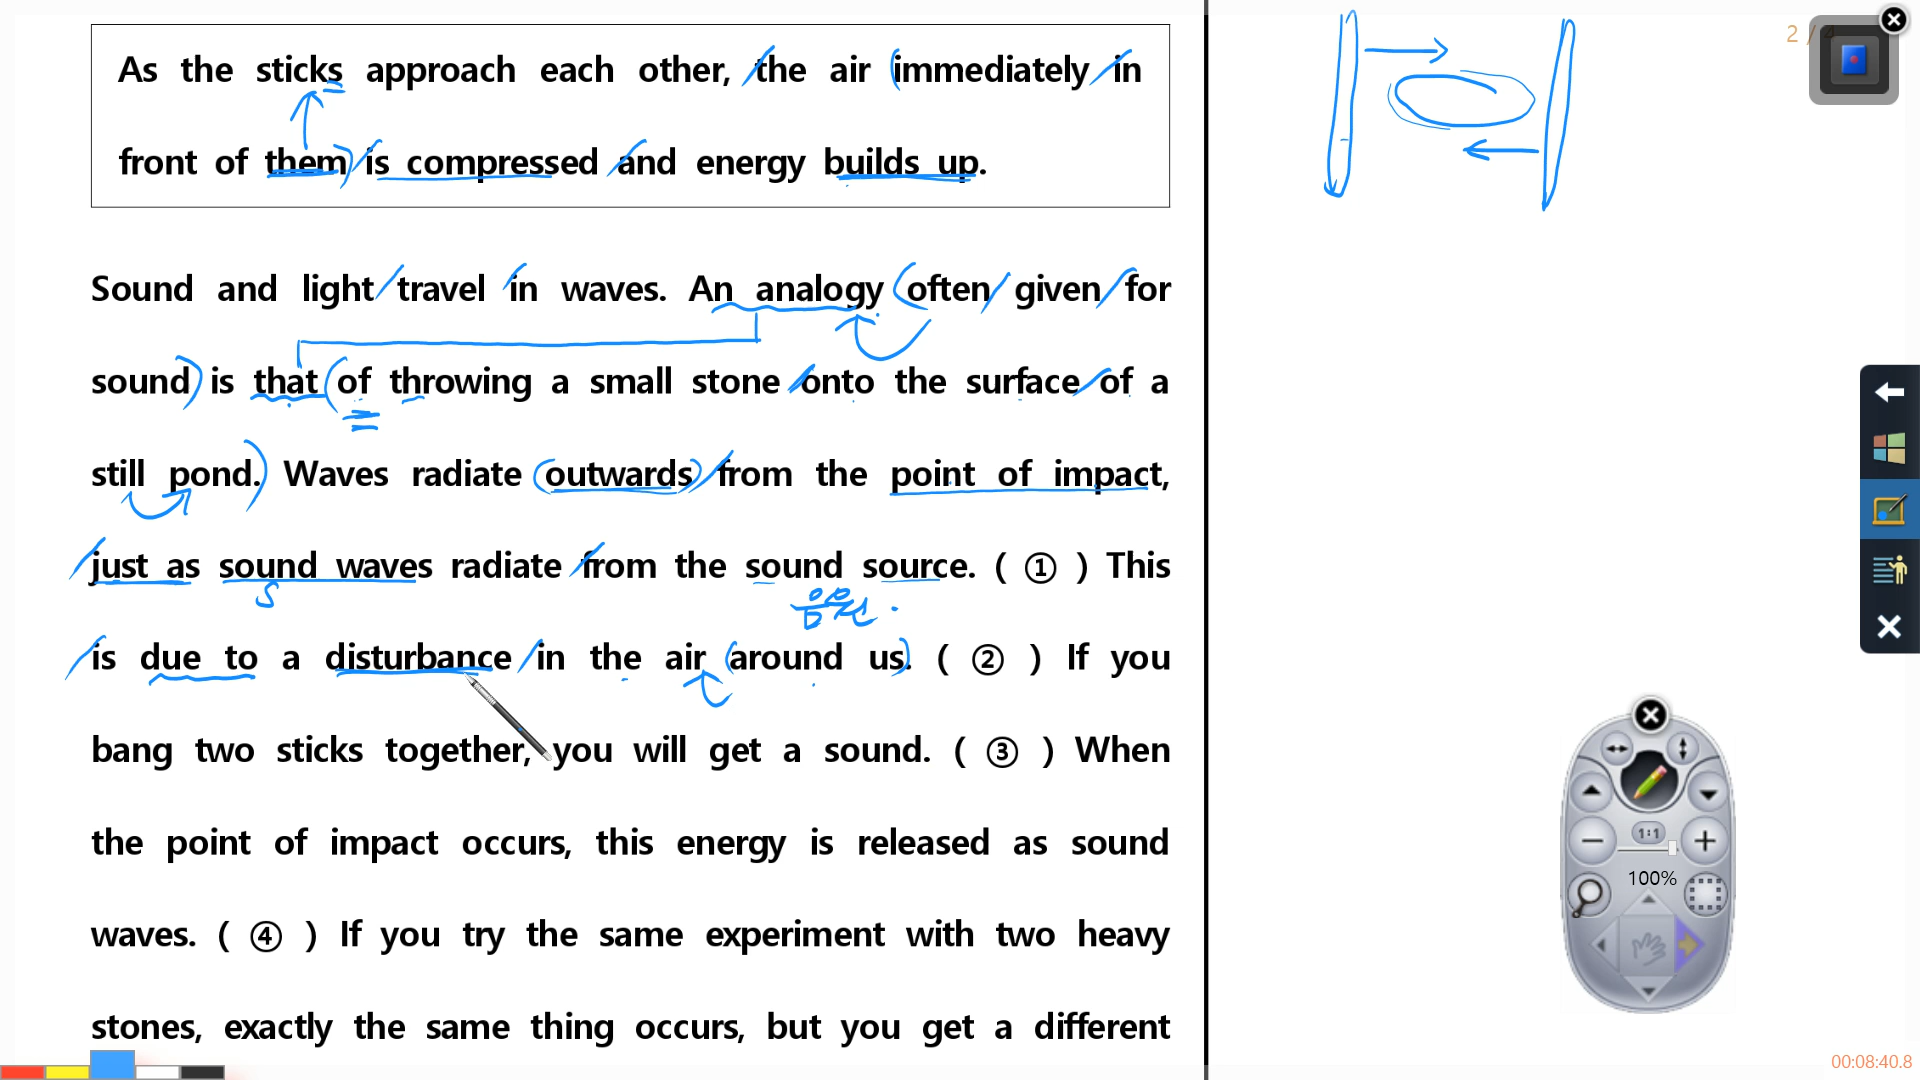 As the sticks approach each other, the air immediately in
front of them is compressed and energy builds up.
Sound and light travel in waves. An analogy often given for
sound is that of throwing a small stone onto the surface of a
still pond. Waves radiate outwards from the point of impact,
just as sound waves radiate from the sound source. ( ① ) This
S
음원
is due to a disturbance in the air around us. ( ② ) If you
bang two sticks together, you will get a sound. ( ③ ) When
the point of impact occurs, this energy is released as sound
waves. ( ④ ) If you try the same experiment with two heavy
stones, exactly the same thing occurs, but you get a different
2 /
1:1
100%
00:08:40.8